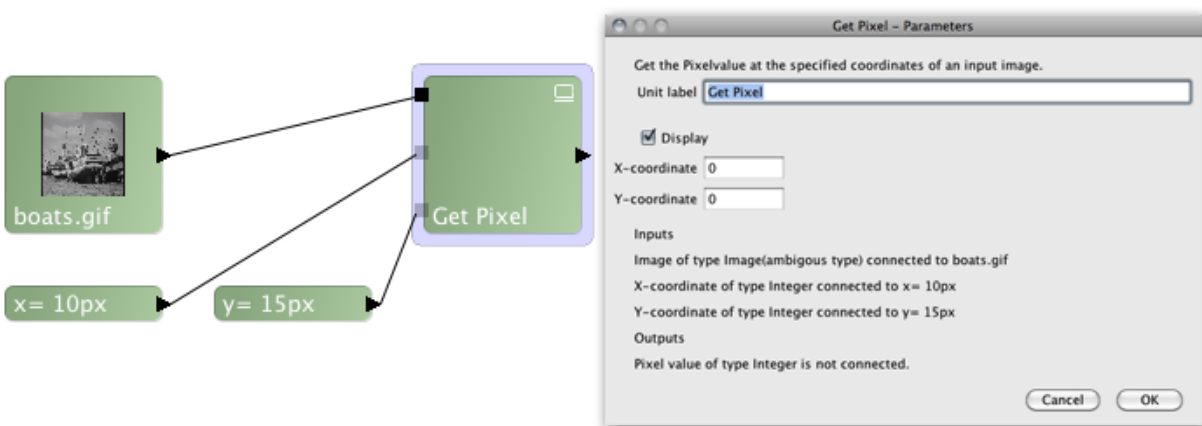 boats.gif
Get Pixel
x= 10px
y= 15px
Get Pixel - Parameters
Get the Pixelvalue at the specified coordinates of an input image.
Unit label Get Pixel
Display
X-coordinate 0
Y-coordinate 0
Inputs
Image of type Image(ambigous type) connected to boats.gif
X-coordinate of type Integer connected to x= 10px
Y-coordinate of type Integer connected to y= 15px
Outputs
Pixel value of type Integer is not connected.
Cancel OK